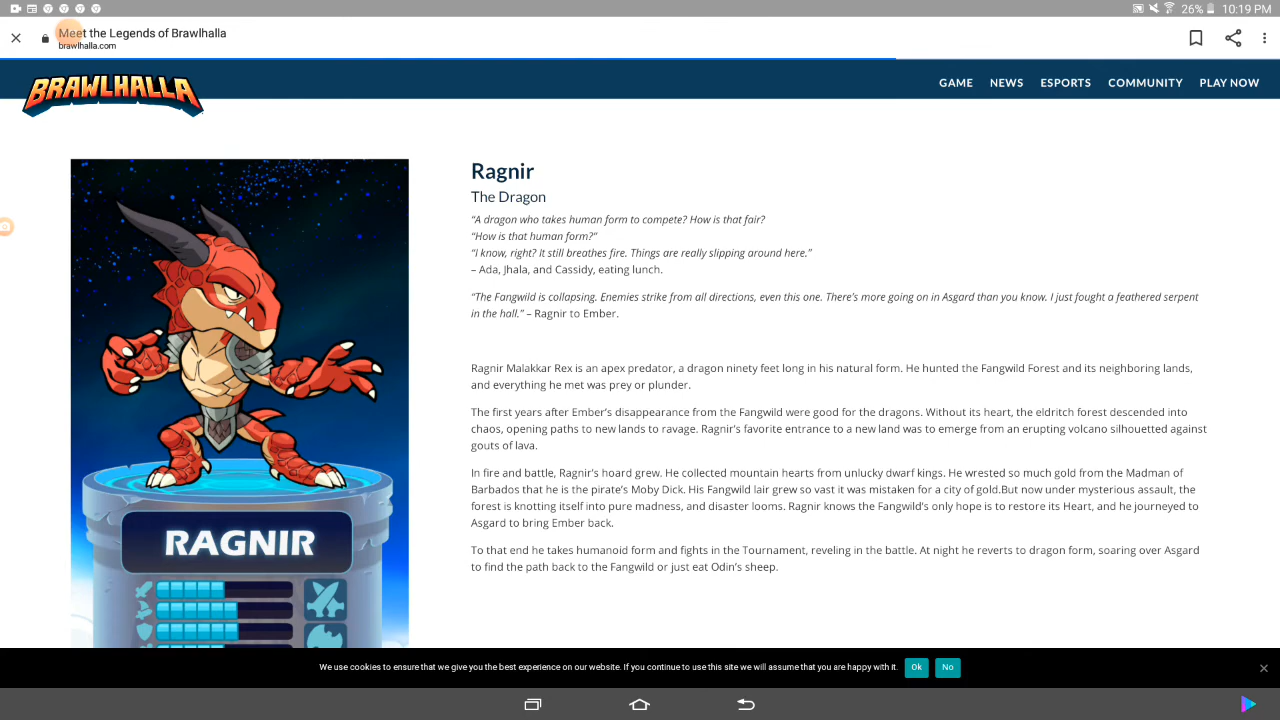 26% 10:19 PM
Meet the Legends of Brawlhalla
brawlhalla.com
BRAWLHALLA
GAME NEWS ESPORTS COMMUNITY PLAY NOW
Ragnir
The Dragon
“A dragon who takes human form to compete? How is that fair?
“How is that human form?”
“I know, right? It still breathes fire. Things are really slipping around here.”
– Ada, Jhala, and Cassidy, eating lunch.
“The Fangwild is collapsing. Enemies strike from all directions, even this one. There’s more going on in Asgard than you know. I just fought a feathered serpent
in the hall.” – Ragnir to Ember.
Ragnir Malakkar Rex is an apex predator, a dragon ninety feet long in his natural form. He hunted the Fangwild Forest and its neighboring lands,
and everything he met was prey or plunder.
The first years after Ember’s disappearance from the Fangwild were good for the dragons. Without its heart, the eldritch forest descended into
chaos, opening paths to new lands to ravage. Ragnir’s favorite entrance to a new land was to emerge from an erupting volcano silhouetted against
gouts of lava.
In fire and battle, Ragnir’s hoard grew. He collected mountain hearts from unlucky dwarf kings. He wrested so much gold from the Madman of
Barbados that he is the pirate’s Moby Dick. His Fangwild lair grew so vast it was mistaken for a city of gold.But now under mysterious assault, the
forest is knotting itself into pure madness, and disaster looms. Ragnir knows the Fangwild’s only hope is to restore its Heart, and he journeyed to
Asgard to bring Ember back.
To that end he takes humanoid form and fights in the Tournament, reveling in the battle. At night he reverts to dragon form, soaring over Asgard
to find the path back to the Fangwild or just eat Odin’s sheep.
RAGNIR
We use cookies to ensure that we give you the best experience on our website. If you continue to use this site we will assume that you are happy with it. Ok No